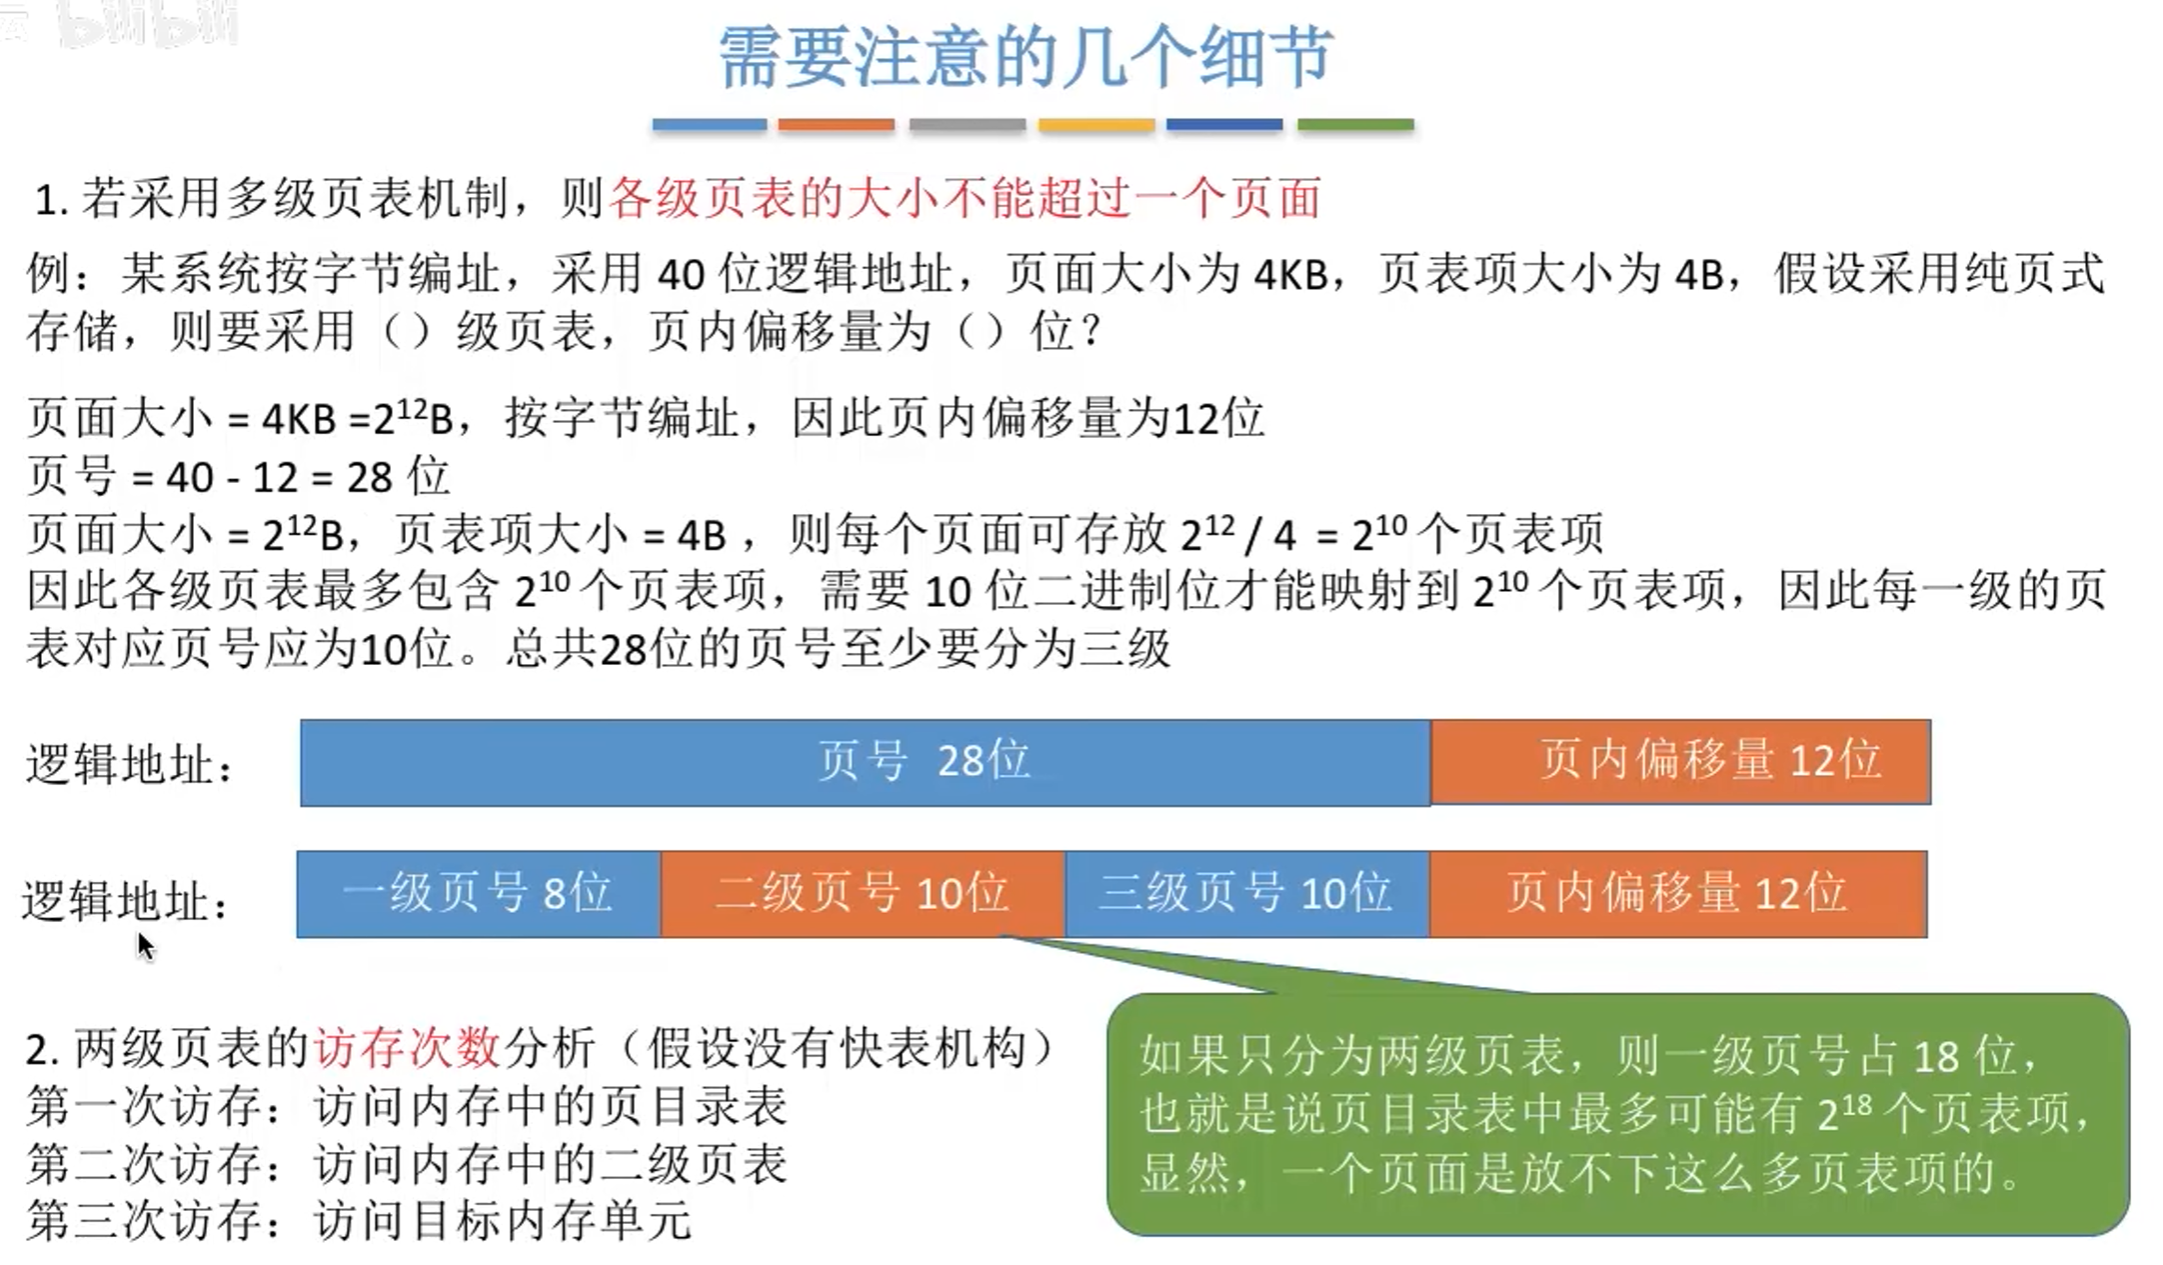 bilibili
需要注意的几个细节
1. 若采用多级页表机制，则各级页表的大小不能超过一个页面
例：某系统按字节编址，采用 40 位逻辑地址，页面大小为 4KB，页表项大小为 4B，假设采用纯页式
存储，则要采用（）级页表，页内偏移量为（）位？
页面大小 = 4KB =2¹²B，按字节编址，因此页内偏移量为12位
页号 = 40 - 12 = 28 位
页面大小 = 2¹²B，页表项大小 = 4B ，则每个页面可存放 2¹² / 4 = 2¹⁰ 个页表项
因此各级页表最多包含 2¹⁰ 个页表项，需要 10 位二进制位才能映射到 2¹⁰ 个页表项，因此每一级的页
表对应页号应为10位。总共28位的页号至少要分为三级
逻辑地址： 页号 28位 页内偏移量 12位
逻辑地址： 一级页号 8位 二级页号 10位 三级页号 10位 页内偏移量 12位
2. 两级页表的访存次数分析（假设没有快表机构）
第一次访存：访问内存中的页目录表
第二次访存：访问内存中的二级页表
第三次访存：访问目标内存单元
如果只分为两级页表，则一级页号占 18 位，
也就是说页目录表中最多可能有 2¹⁸ 个页表项，
显然，一个页面是放不下这么多页表项的。